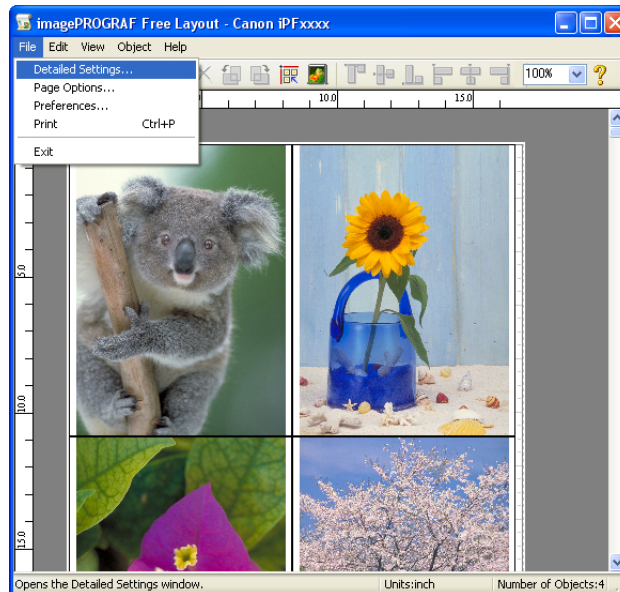 imagePROGRAF Free Layout - Canon iPFxxxx
File Edit View Object Help
Detailed Settings...
Page Options...
Preferences...
Print Ctrl+P
Exit
100%
10.0 15.0
5.0
10.0
15.0
Opens the Detailed Settings window. Units:inch Number of Objects:4